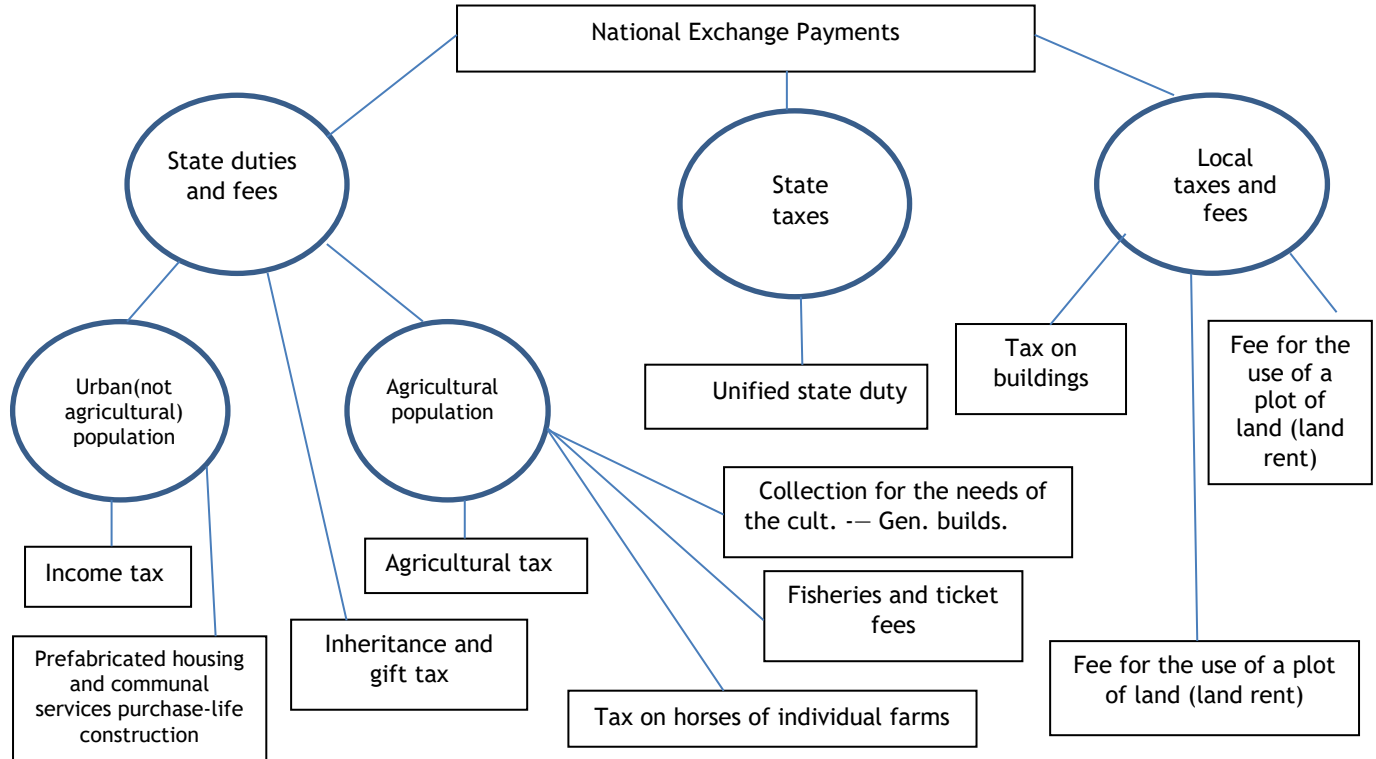 National Exchange Payments
State duties
and fees
State
taxes
Local
taxes and
fees
Urban(not
agricultural)
population
Agricultural
population
Unified state duty
Tax on
buildings
Fee for the
use of a
plot of
land (land
rent)
Collection for the needs of
the cult. -— Gen. builds.
Income tax
Agricultural tax
Fisheries and ticket
fees
Prefabricated housing
and communal
services purchase-life
construction
Inheritance and
gift tax
Tax on horses of individual farms
Fee for the use of a plot
of land (land rent)